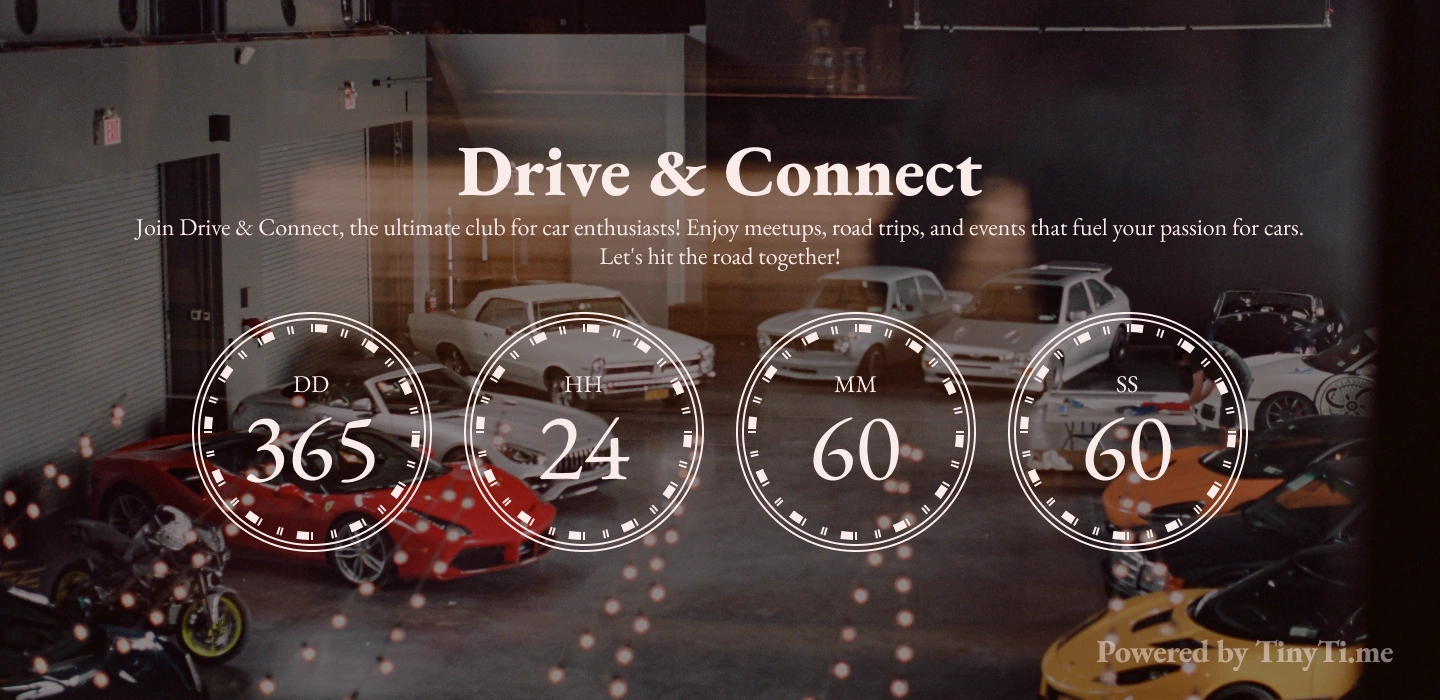 Drive & Connect
Join Drive & Connect, the ultimate club for car enthusiasts! Enjoy meetups, road trips, and events that fuel your passion for cars.
Let's hit the road together!
DD HH MM SS
365 24 60 60
EXIT
Powered by TinyTi.me